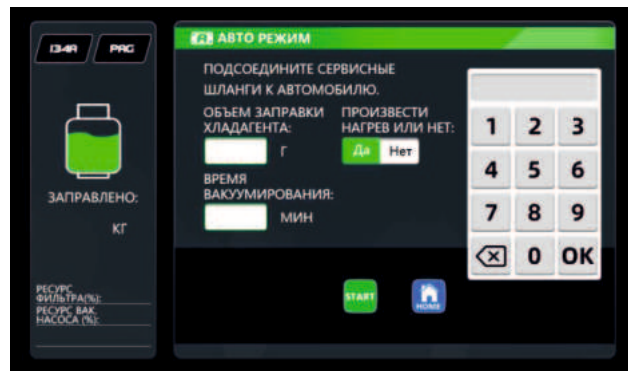 134A PAG
ЗАПРАВЛЕНО:
КГ
РЕСУРС
ФИЛЬТРА(%):
РЕСУРС ВАК.
НАСОСА (%):
АВТО РЕЖИМ
ПОДСОЕДИНИТЕ СЕРВИСНЫЕ
ШЛАНГИ К АВТОМОБИЛЮ.
ОБЪЕМ ЗАПРАВКИ
ХЛАДАГЕНТА:
Г
ПРОИЗВЕСТИ
НАГРЕВ ИЛИ НЕТ:
Да Нет
ВРЕМЯ
ВАКУУМИРОВАНИЯ:
МИН
1 2 3
4 5 6
7 8 9
0 OK
START
HOME